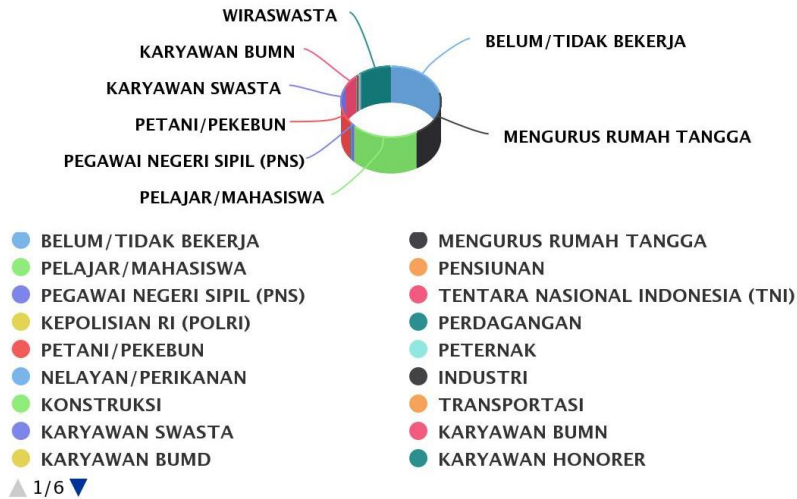 WIRASWASTA
BELUM/TIDAK BEKERJA
KARYAWAN BUMN
KARYAWAN SWASTA
PETANI/PEKEBUN
MENGURUS RUMAH TANGGA
PEGAWAI NEGERI SIPIL (PNS)
PELAJAR/MAHASISWA
BELUM/TIDAK BEKERJA
MENGURUS RUMAH TANGGA
PELAJAR/MAHASISWA
PENSIUNAN
PEGAWAI NEGERI SIPIL (PNS)
TENTARA NASIONAL INDONESIA (TNI)
KEPOLISIAN RI (POLRI)
PERDAGANGAN
PETANI/PEKEBUN
PETERNAK
NELAYAN/PERIKANAN
INDUSTRI
KONSTRUKSI
TRANSPORTASI
KARYAWAN SWASTA
KARYAWAN BUMN
KARYAWAN BUMD
KARYAWAN HONORER
1/6